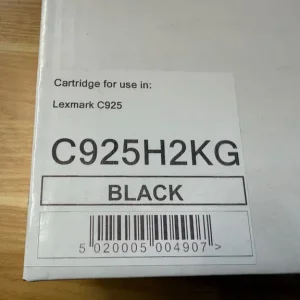 Cartridge for use in:
Lexmark C925
C925H2KG
BLACK
5 020005 004907 >